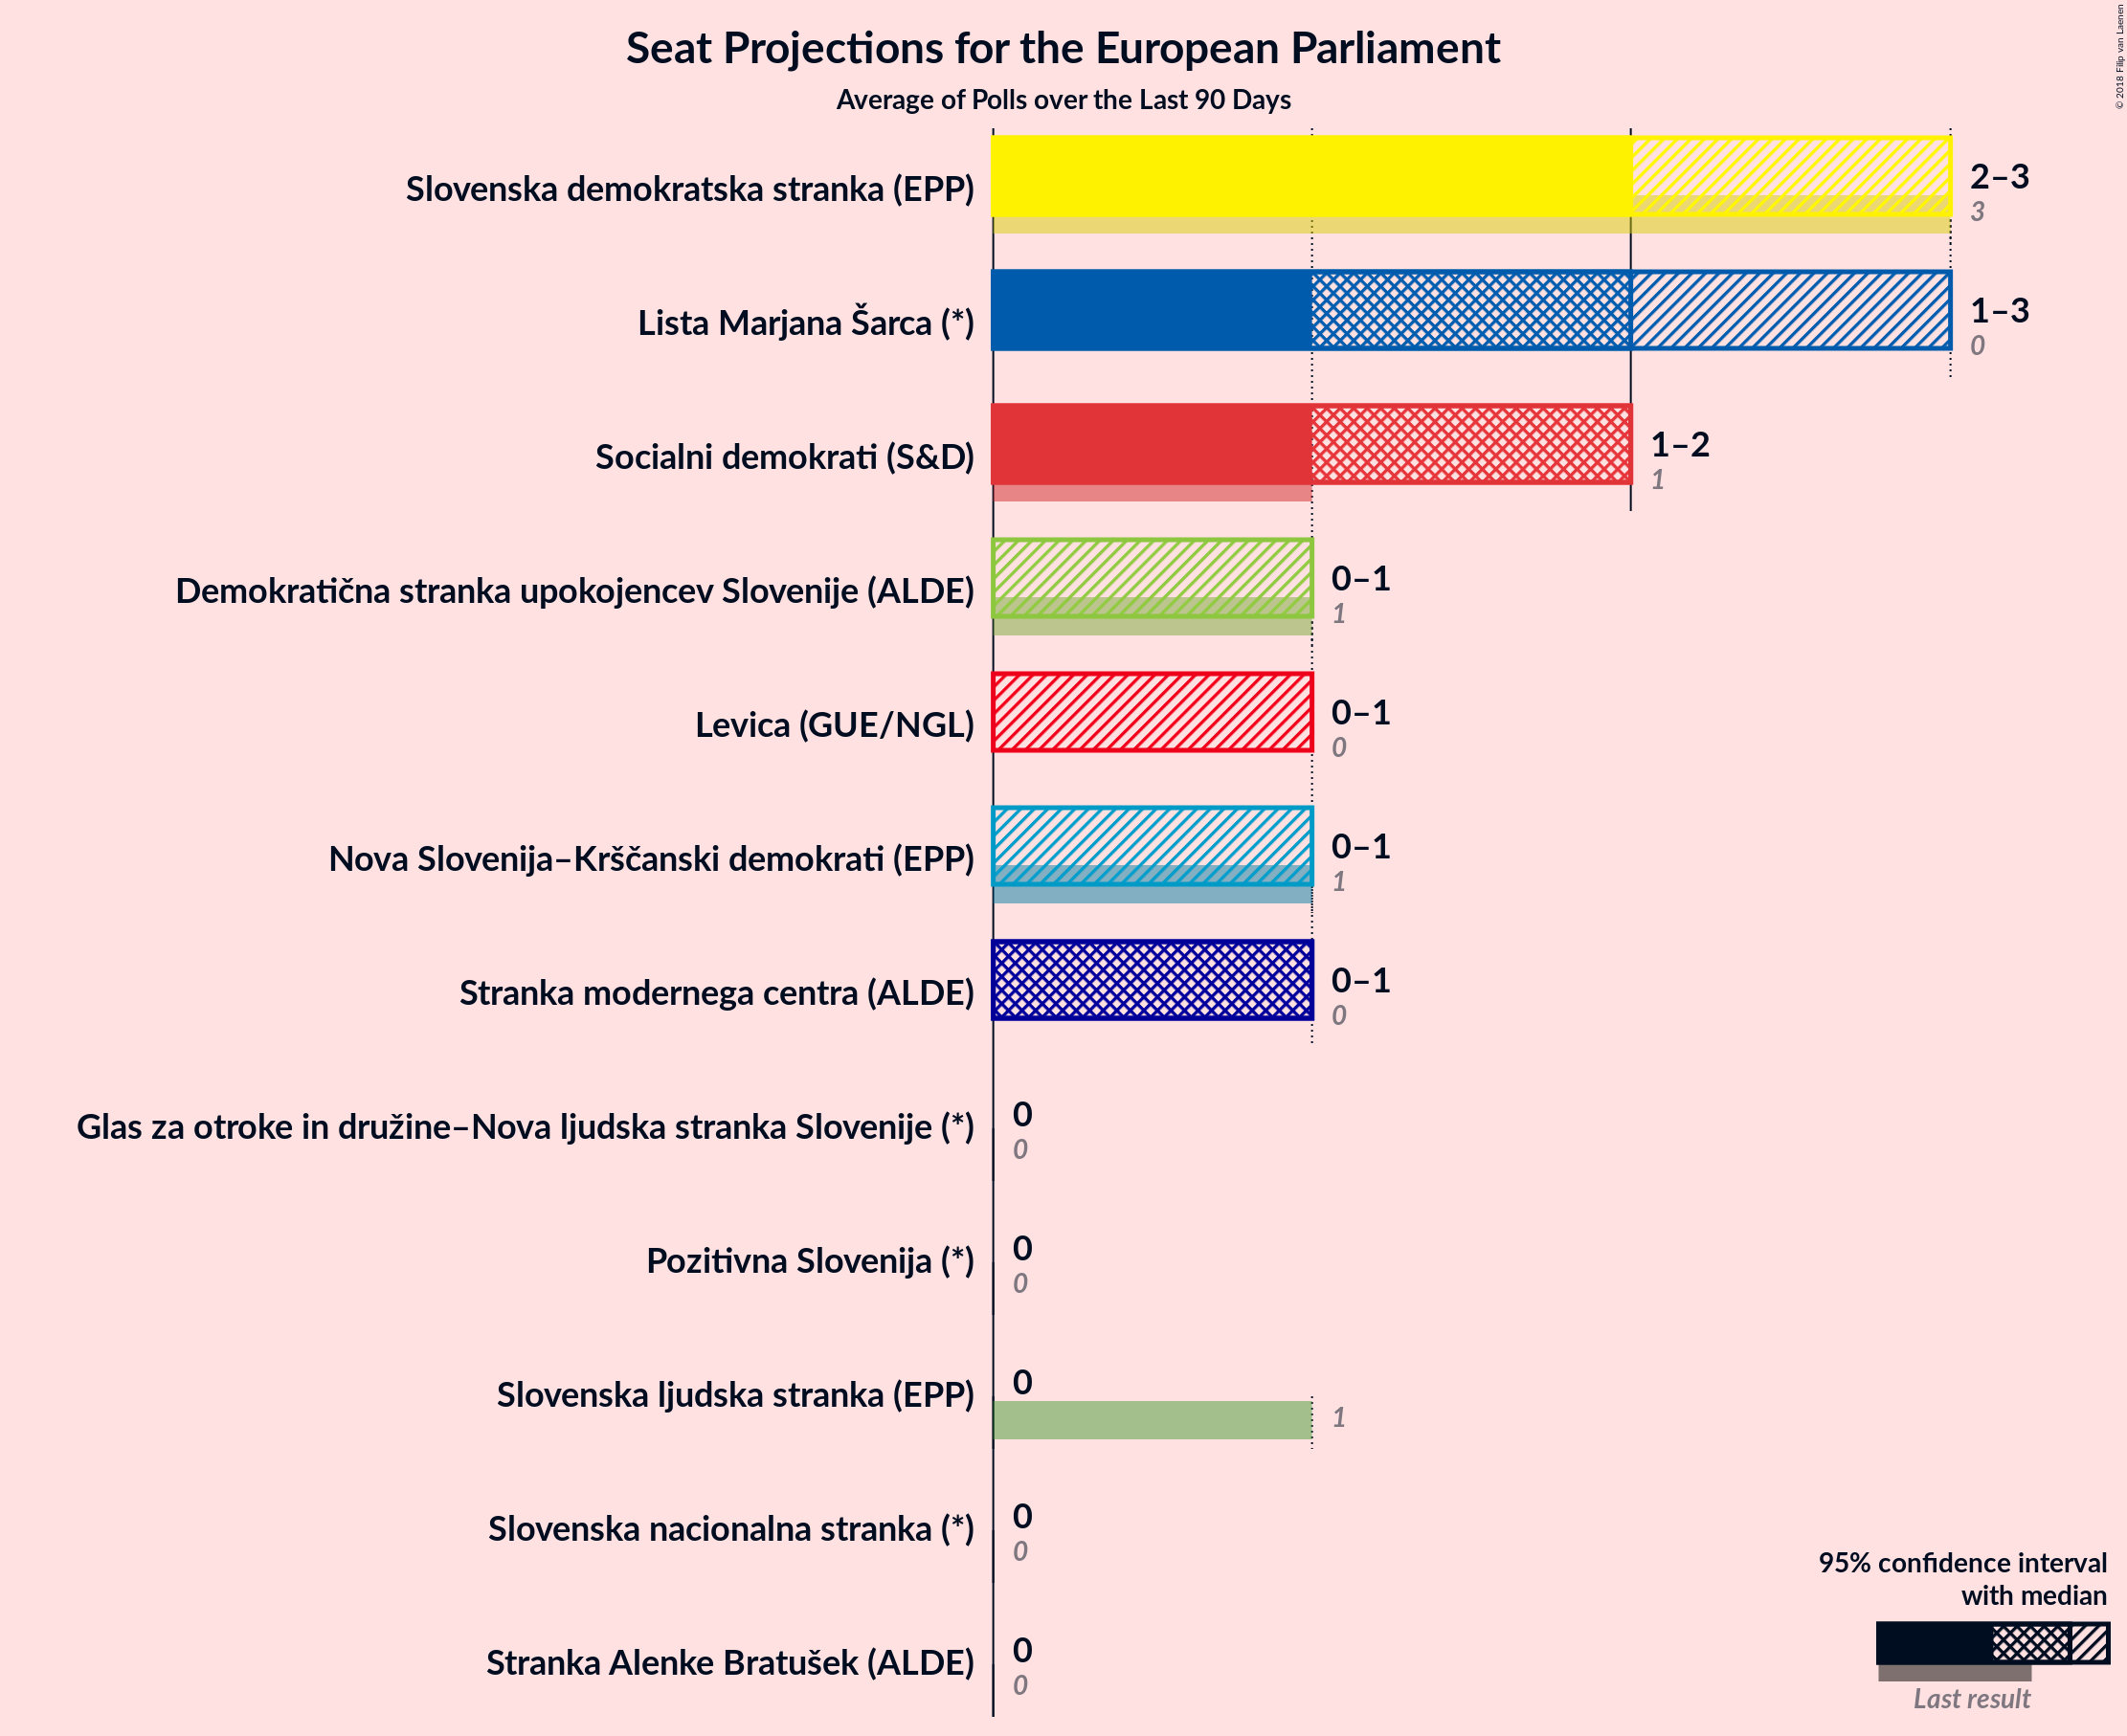 © 2018 Filip van Laenen
Seat Projections for the European Parliament
Average of Polls over the Last 90 Days
Slovenska demokratska stranka (EPP)
2–3
3
Lista Marjana Šarca (*)
1–3
0
Socialni demokrati (S&D)
1–2
1
Demokratična stranka upokojencev Slovenije (ALDE)
0–1
1
Levica (GUE/NGL)
0–1
0
Nova Slovenija–Krščanski demokrati (EPP)
0–1
1
Stranka modernega centra (ALDE)
0–1
0
Glas za otroke in družine–Nova ljudska stranka Slovenije (*)
0
0
Pozitivna Slovenija (*)
0
0
Slovenska ljudska stranka (EPP)
0
1
Slovenska nacionalna stranka (*)
0
0
Stranka Alenke Bratušek (ALDE)
0
0
95% confidence interval
with median
Last result